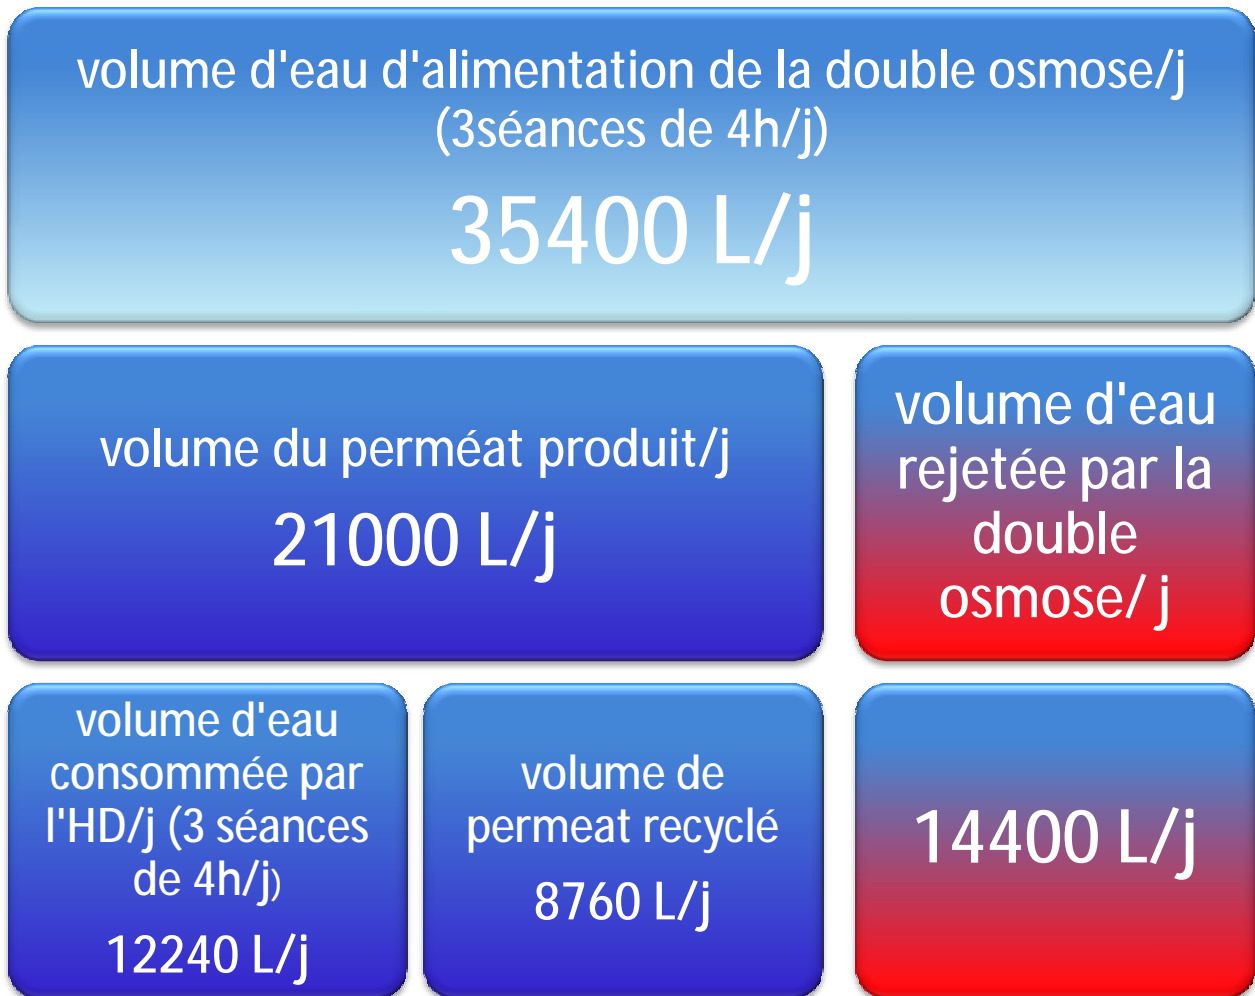 volume d'eau d'alimentation de la double osmose/j
(3séances de 4h/j)
35400 L/j
volume du perméat produit/j
21000 L/j
volume d'eau
rejetée par la
double
osmose/ j
volume d'eau
consommée par
l'HD/j (3 séances
de 4h/j)
12240 L/j
volume de
permeat recyclé
8760 L/j
14400 L/j